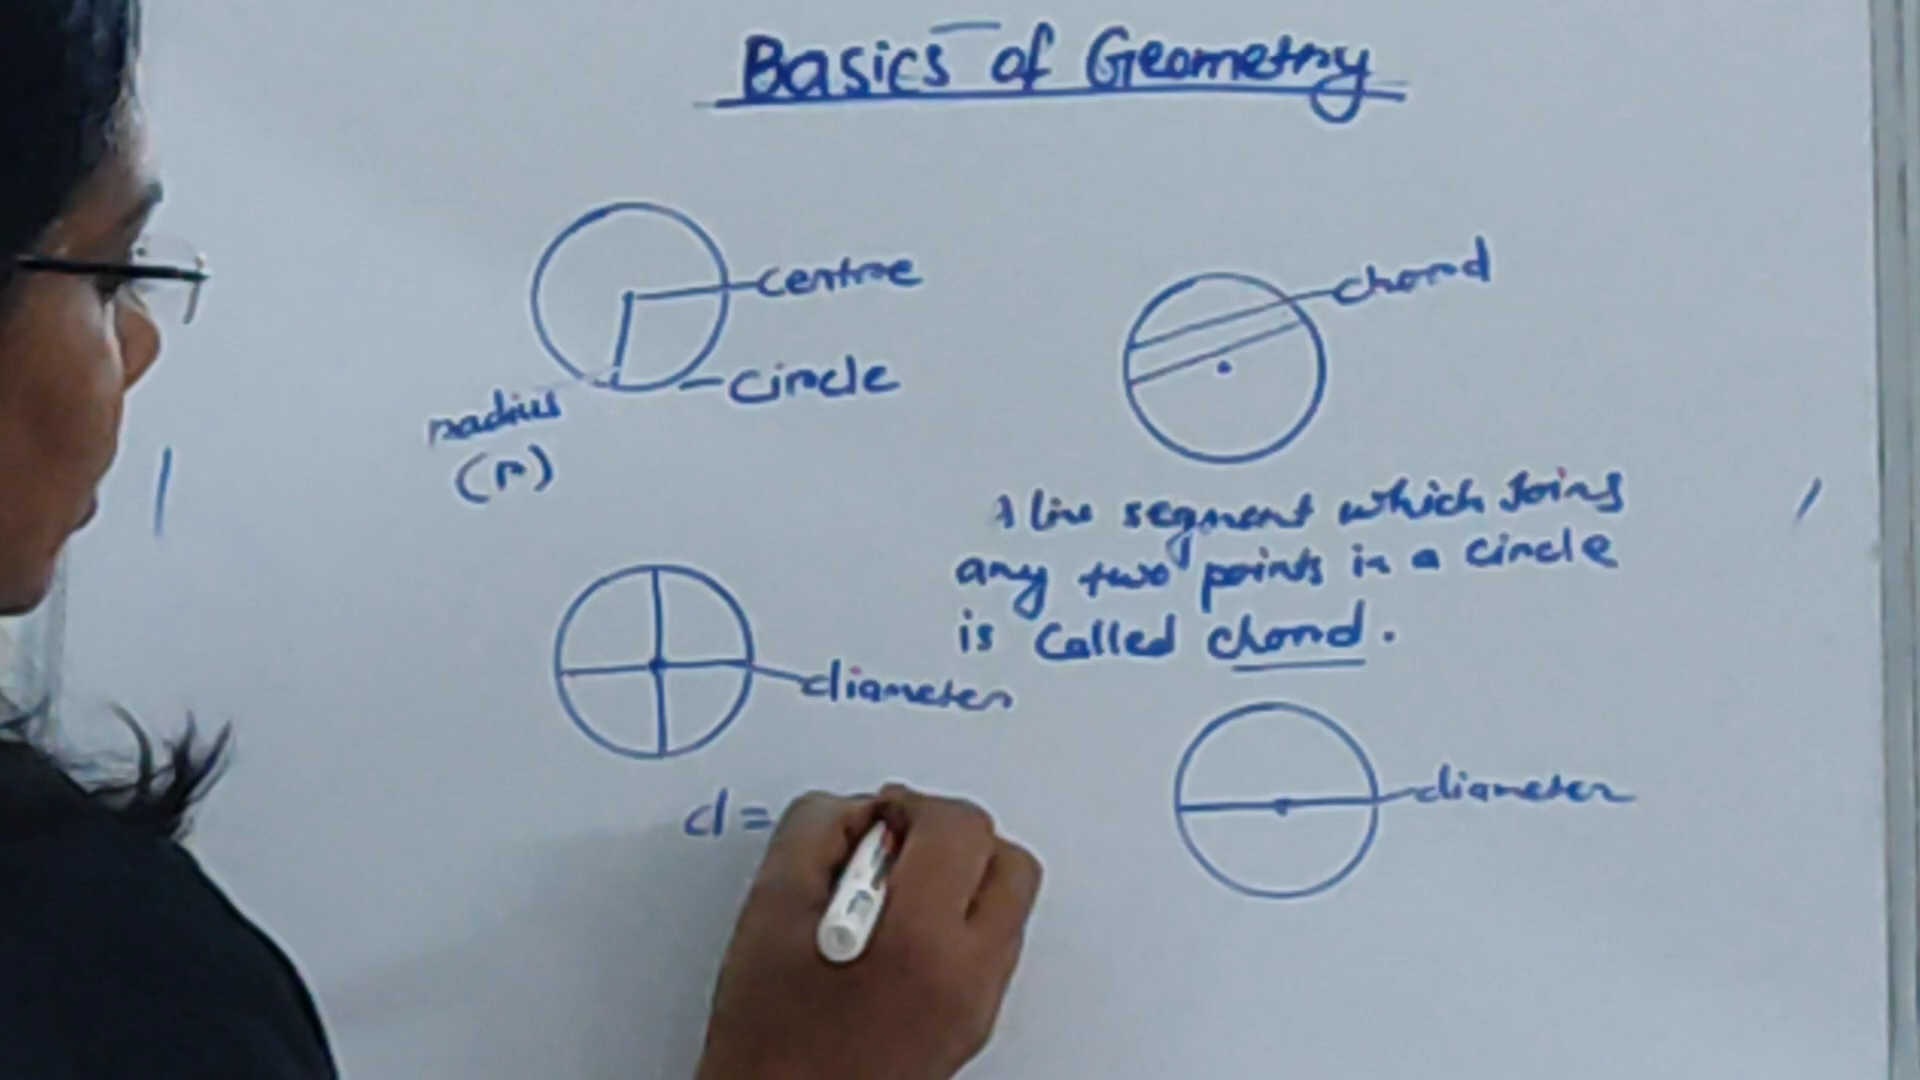 Basics of Geometry
centre
circle
radius
(r)
chord
A line segment which joins
any two points in a circle
is called chord.
diameter
d =
diameter